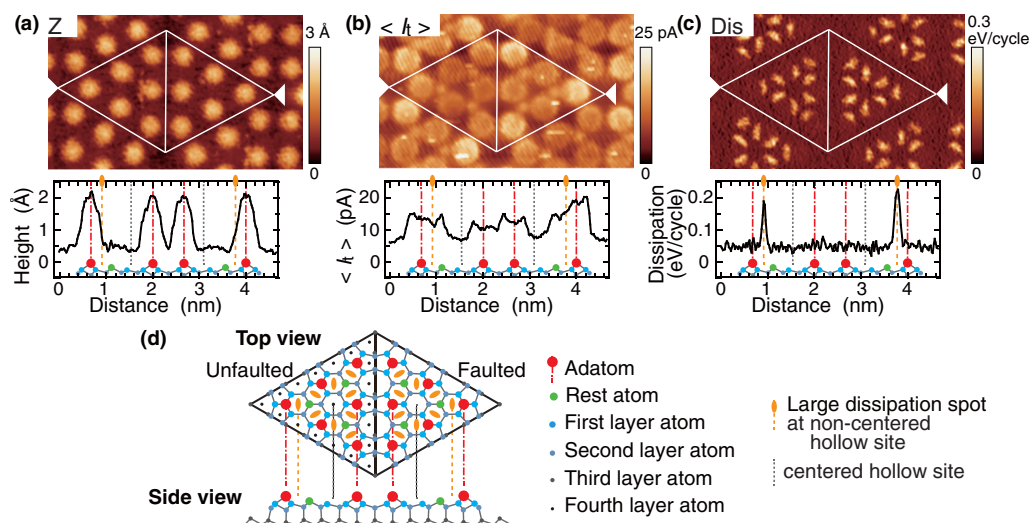 (a) Z
3 Å
0
(b) < It >
25 pA
0
(c) Dis
0.3
eV/cycle
0
Height (Å)
2
1
0
0 1 2 3 4
Distance (nm)
< It > (pA)
20
10
0
0 1 2 3 4
Distance (nm)
Dissipation
(eV/cycle)
0.2
0.1
0
0 1 2 3 4
Distance (nm)
(d)
Top view
Unfaulted
Faulted
Side view
Adatom
Rest atom
First layer atom
Second layer atom
Third layer atom
Fourth layer atom
Large dissipation spot
at non-centered
hollow site
centered hollow site